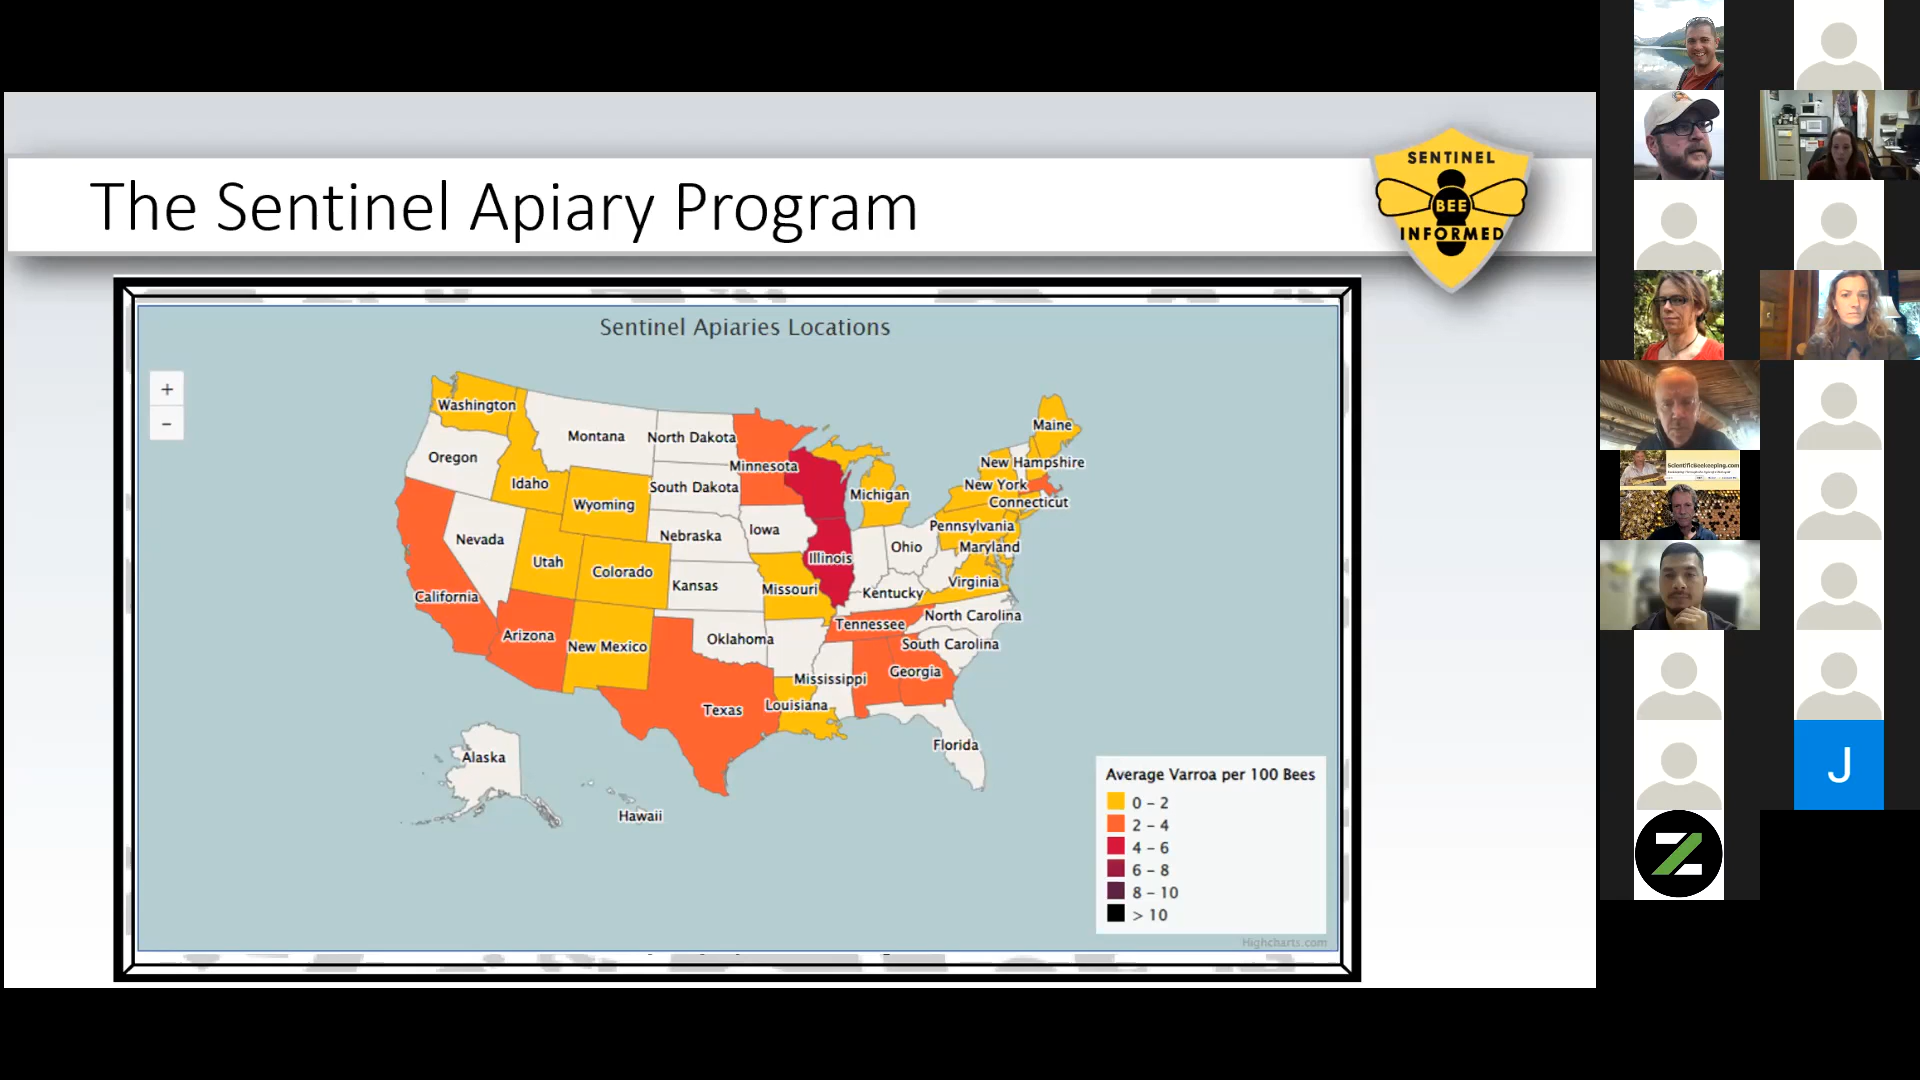 The Sentinel Apiary Program
SENTINEL
BEE
INFORMED
Sentinel Apiaries Locations
+
−
Washington
Montana
North Dakota
Minnesota
Maine
Oregon
Idaho
Wyoming
South Dakota
Michigan
New Hampshire
New York
Connecticut
Nevada
Utah
Colorado
Nebraska
Iowa
Illinois
Ohio
Pennsylvania
Maryland
California
Kansas
Missouri
Kentucky
Virginia
Arizona
New Mexico
Oklahoma
Tennessee
North Carolina
South Carolina
Texas
Louisiana
Mississippi
Georgia
Alaska
Hawaii
Florida
Average Varroa per 100 Bees
0 – 2
2 – 4
4 – 6
6 – 8
8 – 10
> 10
Highcharts.com
ScientificBeekeeping.com
J
Z